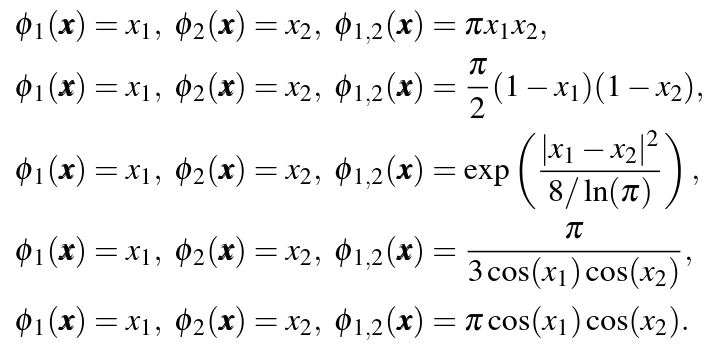 ϕ₁(𝒙) = x₁, ϕ₂(𝒙) = x₂, ϕ₁,₂(𝒙) = πx₁x₂,
ϕ₁(𝒙) = x₁, ϕ₂(𝒙) = x₂, ϕ₁,₂(𝒙) = π/2 (1 − x₁)(1 − x₂),
ϕ₁(𝒙) = x₁, ϕ₂(𝒙) = x₂, ϕ₁,₂(𝒙) = exp(|x₁ − x₂|² / (8/ln(π))),
ϕ₁(𝒙) = x₁, ϕ₂(𝒙) = x₂, ϕ₁,₂(𝒙) = π / (3 cos(x₁) cos(x₂)),
ϕ₁(𝒙) = x₁, ϕ₂(𝒙) = x₂, ϕ₁,₂(𝒙) = π cos(x₁) cos(x₂).